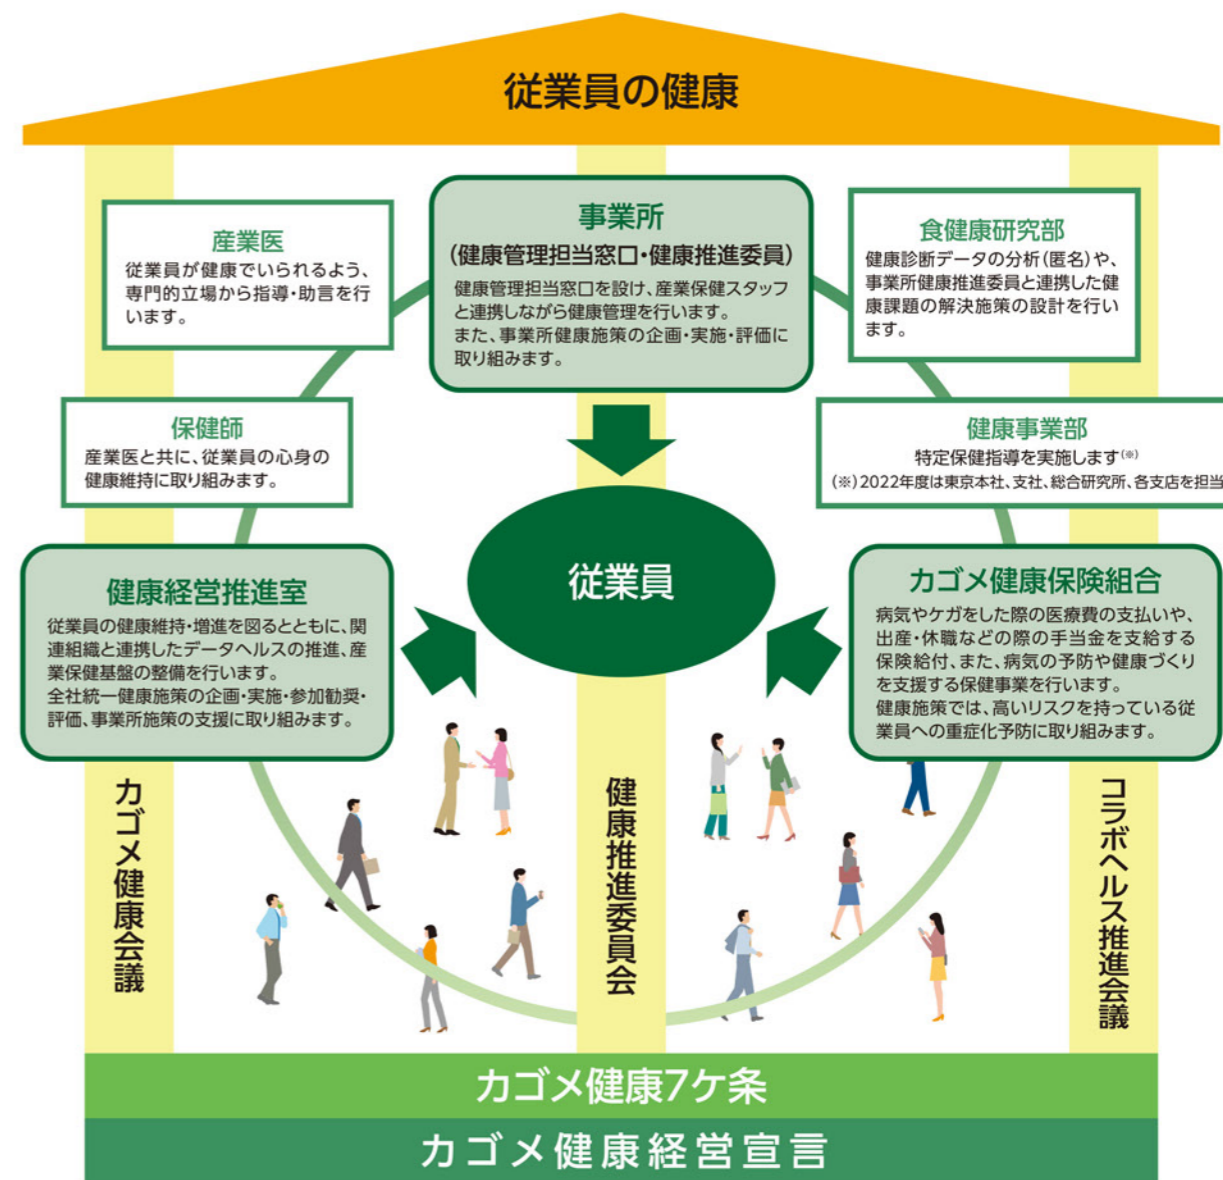 従業員の健康
産業医
従業員が健康でいられるよう、
専門的立場から指導・助言を行
います。
事業所
(健康管理担当窓口・健康推進委員)
健康管理担当窓口を設け、産業保健スタッフ
と連携しながら健康管理を行います。
また、事業所健康施策の企画・実施・評価に
取り組みます。
食健康研究部
健康診断データの分析(匿名)や、
事業所健康推進委員と連携した健
康課題の解決施策の設計を行い
ます。
保健師
産業医と共に、従業員の心身の
健康維持に取り組みます。
健康事業部
特定保健指導を実施します(※)
(※)2022年度は東京本社、支社、総合研究所、各支店を担当
従業員
健康経営推進室
従業員の健康維持・増進を図るとともに、関
連組織と連携したデータヘルスの推進、産
業保健基盤の整備を行います。
全社統一健康施策の企画・実施・参加勧奨・
評価、事業所施策の支援に取り組みます。
カゴメ健康保険組合
病気やケガをした際の医療費の支払いや、
出産・休職などの際の手当金を支給する
保険給付、また、病気の予防や健康づくり
を支援する保健事業を行います。
健康施策では、高いリスクを持っている従
業員への重症化予防に取り組みます。
カゴメ健康会議
健康推進委員会
コラボヘルス推進会議
カゴメ健康7ケ条
カゴメ健康経営宣言